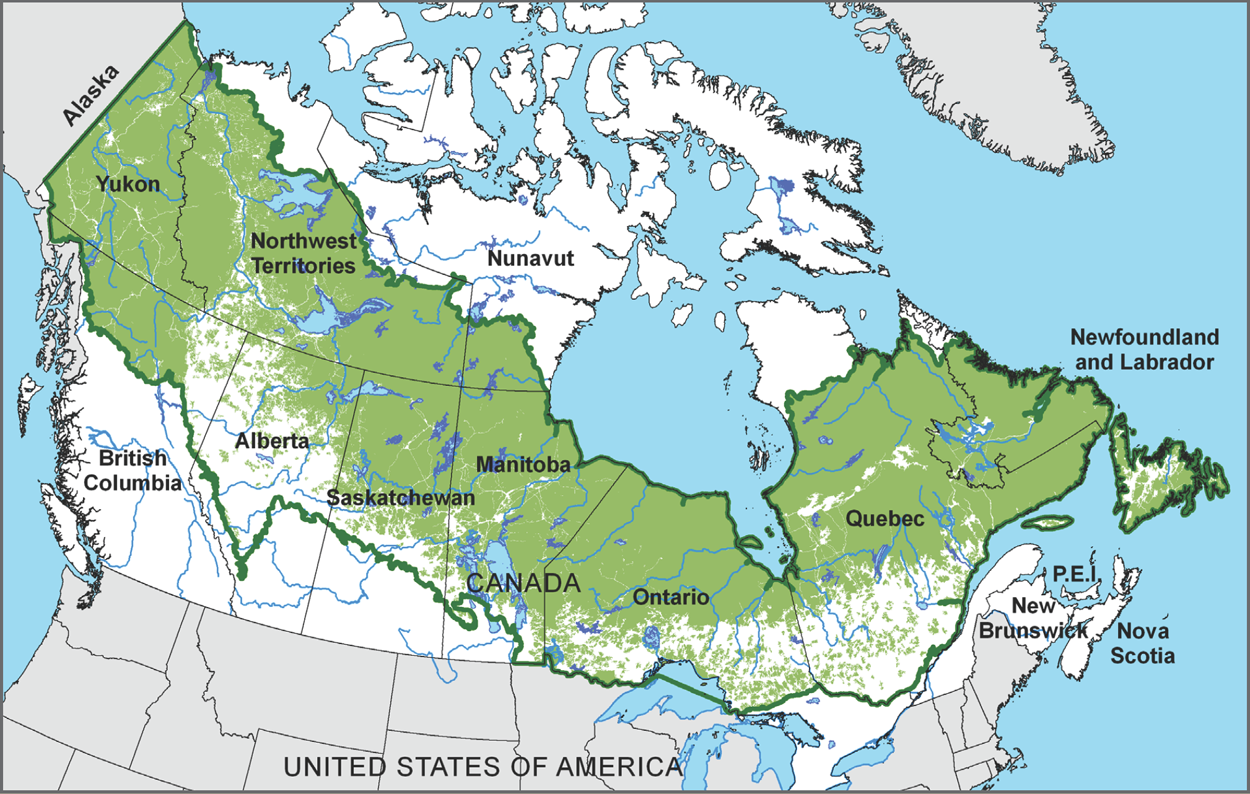 Alaska
Yukon
Northwest
Territories
Nunavut
Newfoundland
and Labrador
British
Columbia
Alberta
Saskatchewan
Manitoba
Quebec
CANADA
Ontario
P.E.I.
New
Brunswick
Nova
Scotia
UNITED STATES OF AMERICA